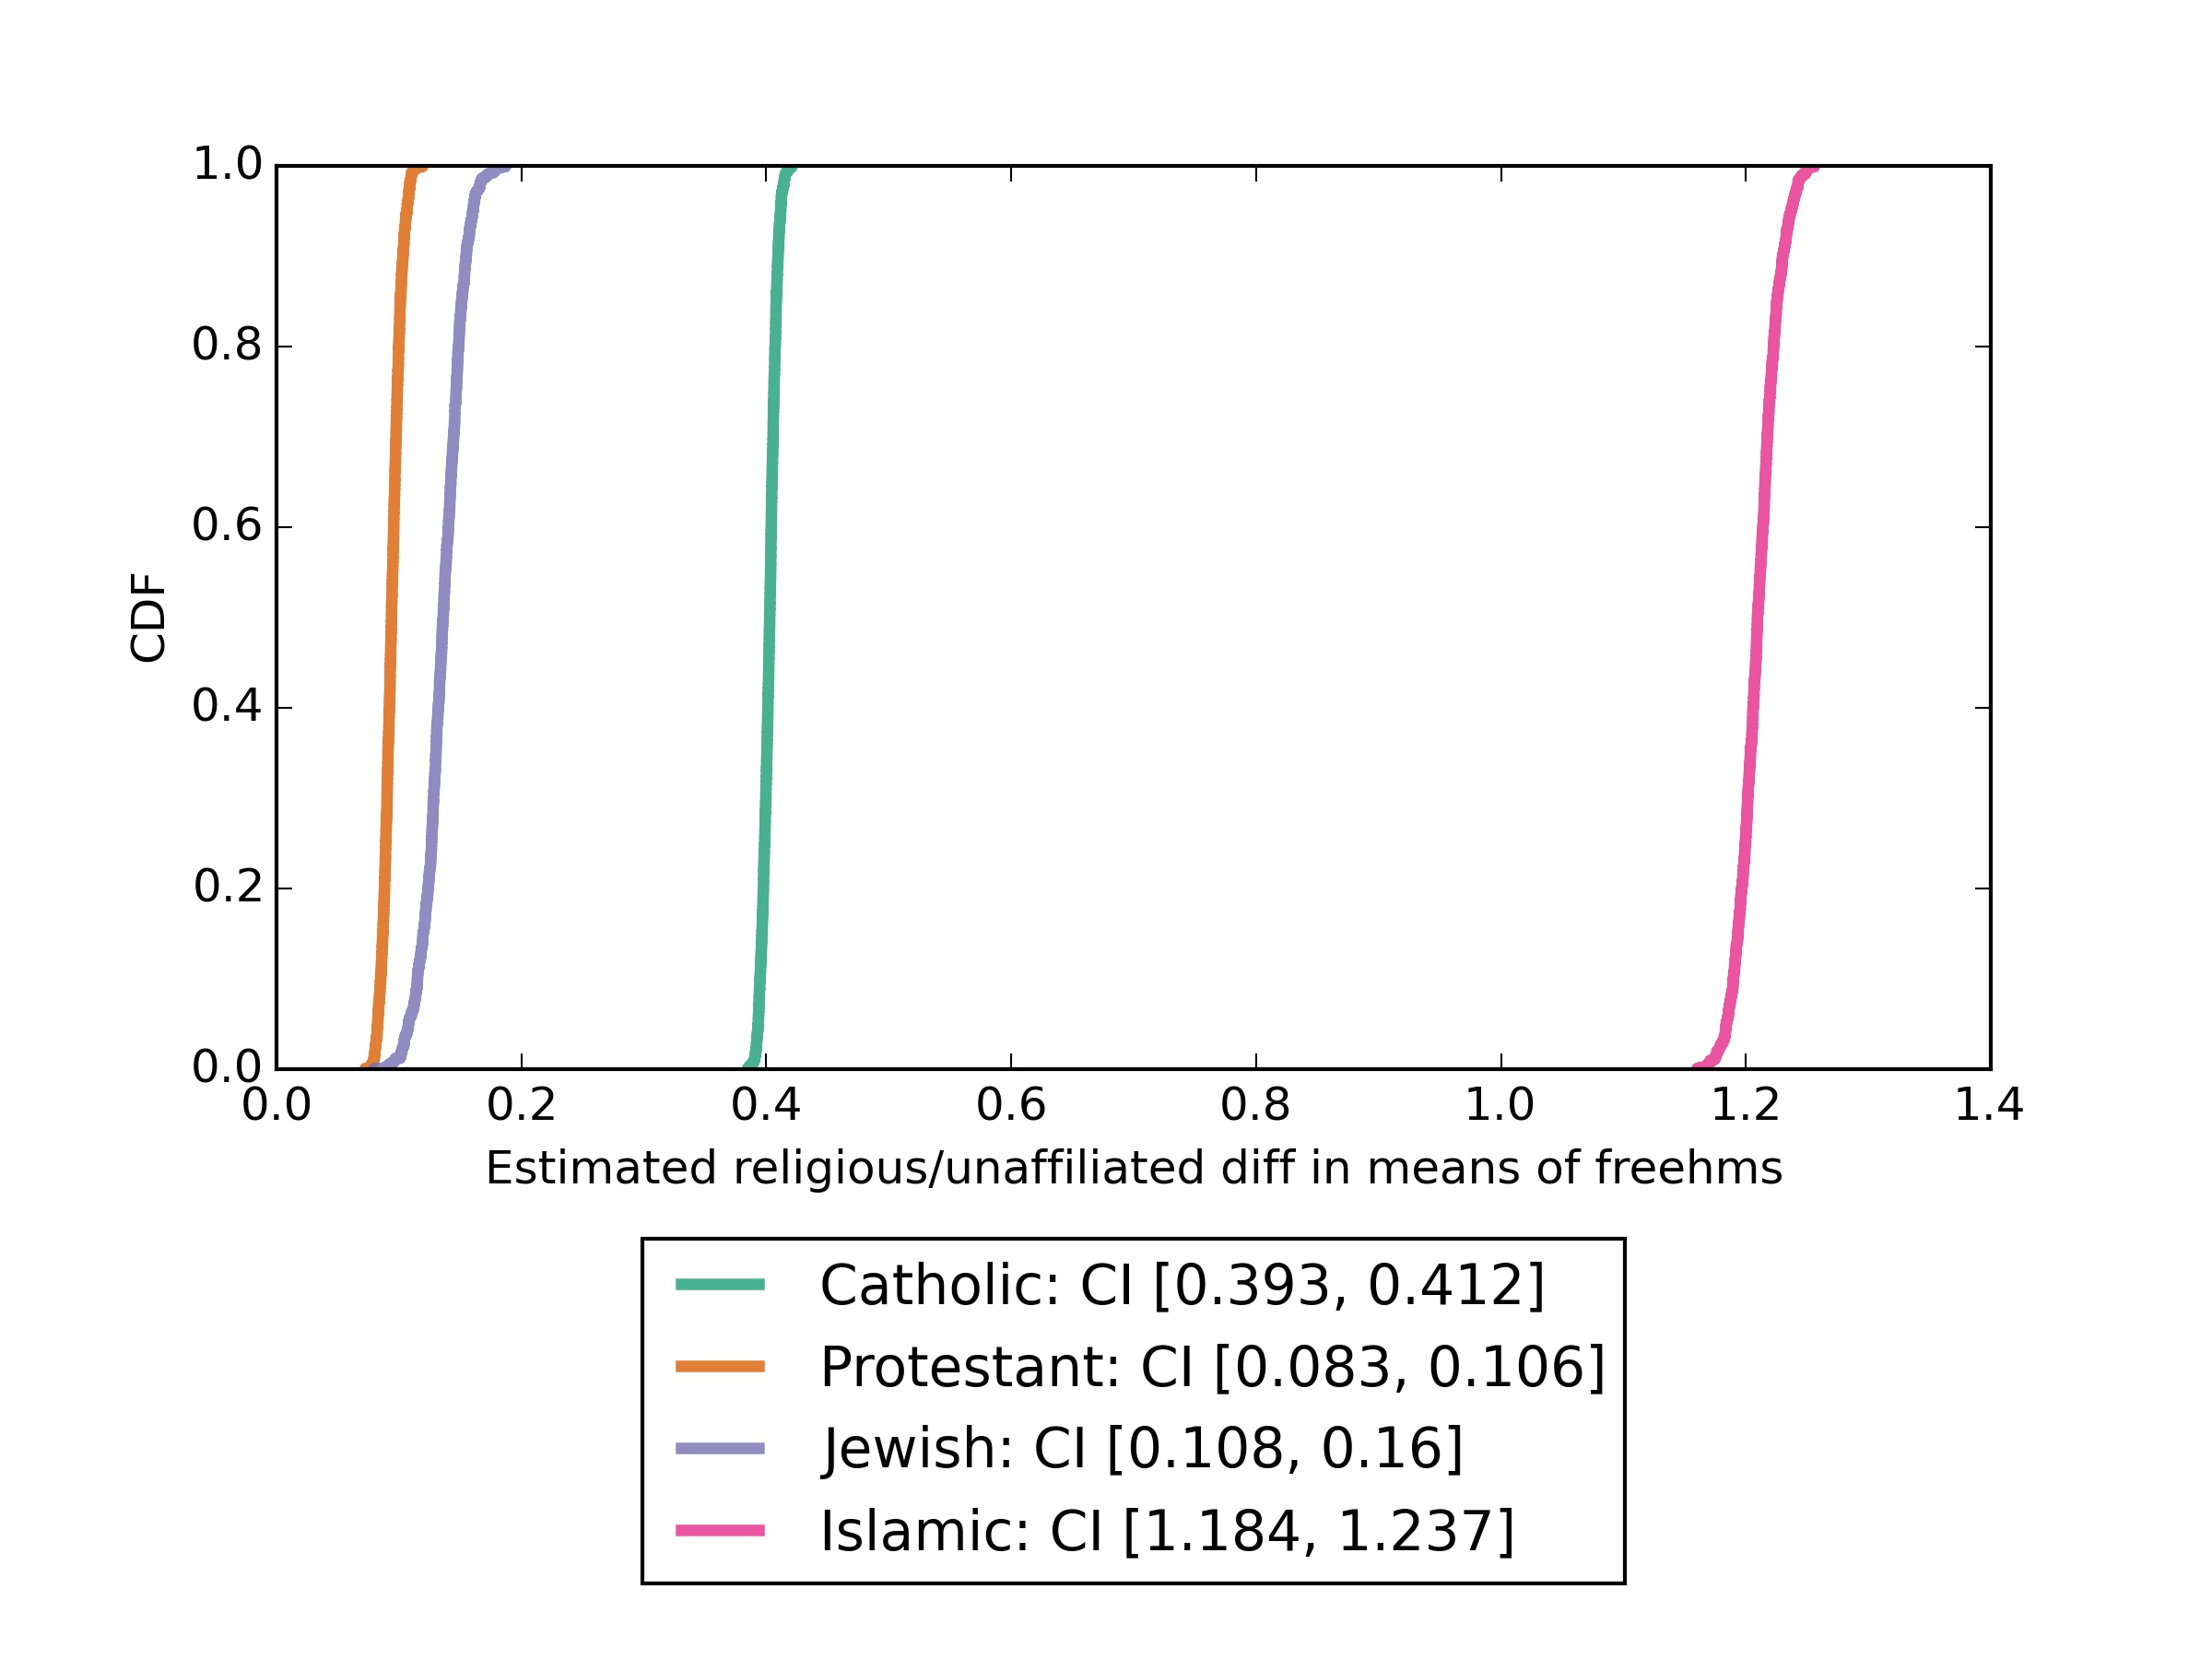 1.0
0.8
0.6
0.4
0.2
0.0
CDF
0.0 0.2 0.4 0.6 0.8 1.0 1.2 1.4
Estimated religious/unaffiliated diff in means of freehms
Catholic: CI [0.393, 0.412]
Protestant: CI [0.083, 0.106]
Jewish: CI [0.108, 0.16]
Islamic: CI [1.184, 1.237]